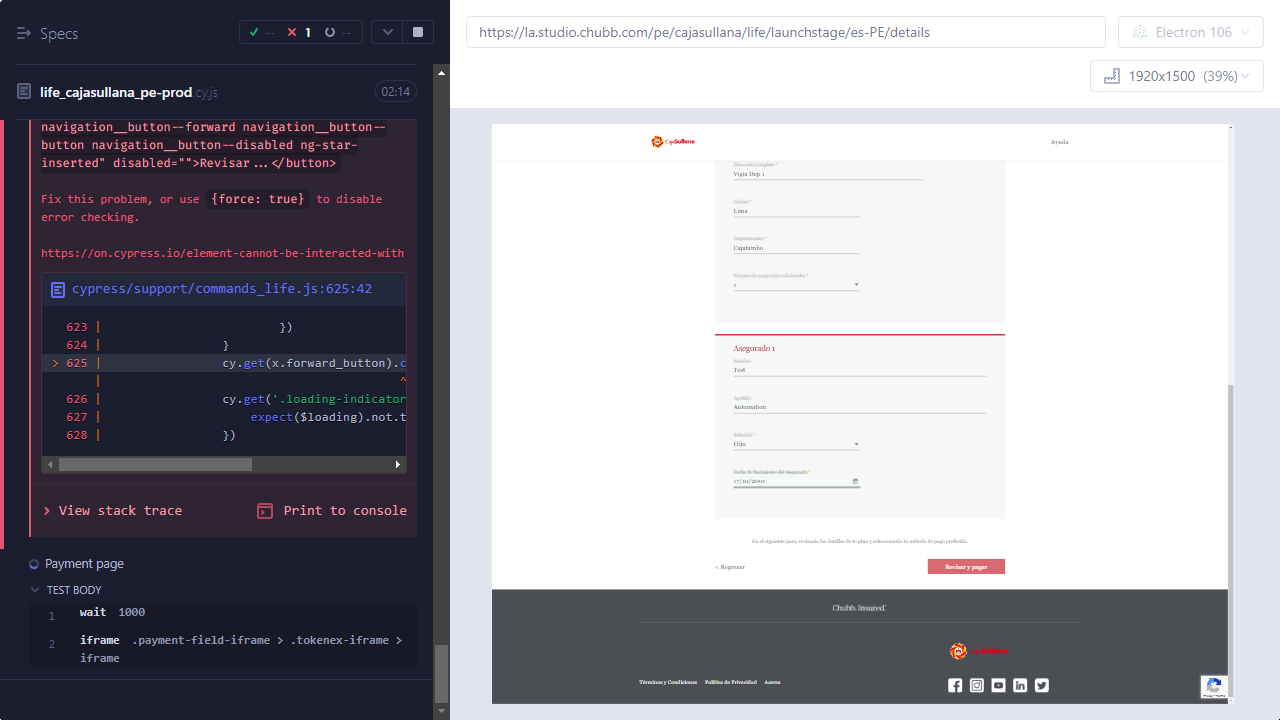 Specs
-- 1 --
https://la.studio.chubb.com/pe/cajasullana/life/launchstage/es-PE/details
Electron 106
1920x1500 (39%)
life_cajasullana_pe-prod.cy.js
02:14
navigation__button--forward navigation__button--
button navigation__button--disabled ng-star-
inserted" disabled="">Revisar...</button>
Fix this problem, or use {force: true} to disable
error checking.
https://on.cypress.io/element-cannot-be-interacted-with
cypress/support/commands_life.js:625:42
623 | })
624 | }
> 625 | cy.get(x.forward_button).c
| ^
626 | cy.get('.loading-indicator
627 | expect($loading).not.t
628 | })
View stack trace
Print to console
Payment page
TEST BODY
1 wait 1000
2 iframe .payment-field-iframe > .tokenex-iframe >
iframe
CajaSullana
Ayuda
Dirección Completa *
Vigia Dep 1
Ciudad *
Lima
Departamento *
Cajatambo
Número de asegurados adicionales *
1
Asegurado 1
Nombre
Test
Apellido
Automation
Relación *
Hijo
Fecha de Nacimiento del Asegurado *
17/10/2001
En el siguiente paso, revisarás los detalles de tu plan y seleccionarás tu método de pago preferido.
< Regresar
Revisar y pagar
Chubb. Insured.
CajaSullana
Términos y Condiciones Política de Privacidad Acerca